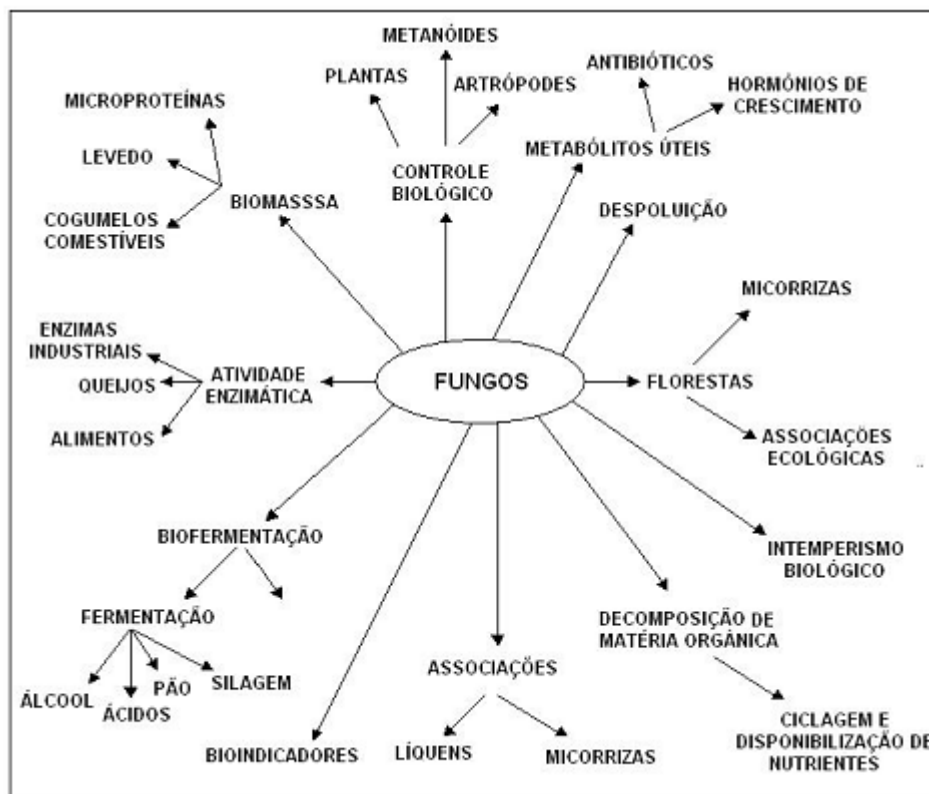 METANÓIDES
PLANTAS
ARTRÓPODES
ANTIBIÓTICOS
HORMÓNIOS DE
CRESCIMENTO
MICROPROTEÍNAS
LEVEDO
COGUMELOS
COMESTÍVEIS
BIOMASSSA
CONTROLE
BIOLÓGICO
METABÓLITOS ÚTEIS
DESPOLUIÇÃO
MICORRIZAS
ENZIMAS
INDUSTRIAIS
QUEIJOS
ALIMENTOS
ATIVIDADE
ENZIMÁTICA
FUNGOS
FLORESTAS
ASSOCIAÇÕES
ECOLÓGICAS
BIOFERMENTAÇÃO
INTEMPERISMO
BIOLÓGICO
FERMENTAÇÃO
ÁLCOOL
ÁCIDOS
PÃO
SILAGEM
BIOINDICADORES
ASSOCIAÇÕES
LÍQUENS
MICORRIZAS
DECOMPOSIÇÃO DE
MATÉRIA ORGÂNICA
CICLAGEM E
DISPONIBILIZAÇÃO DE
NUTRIENTES